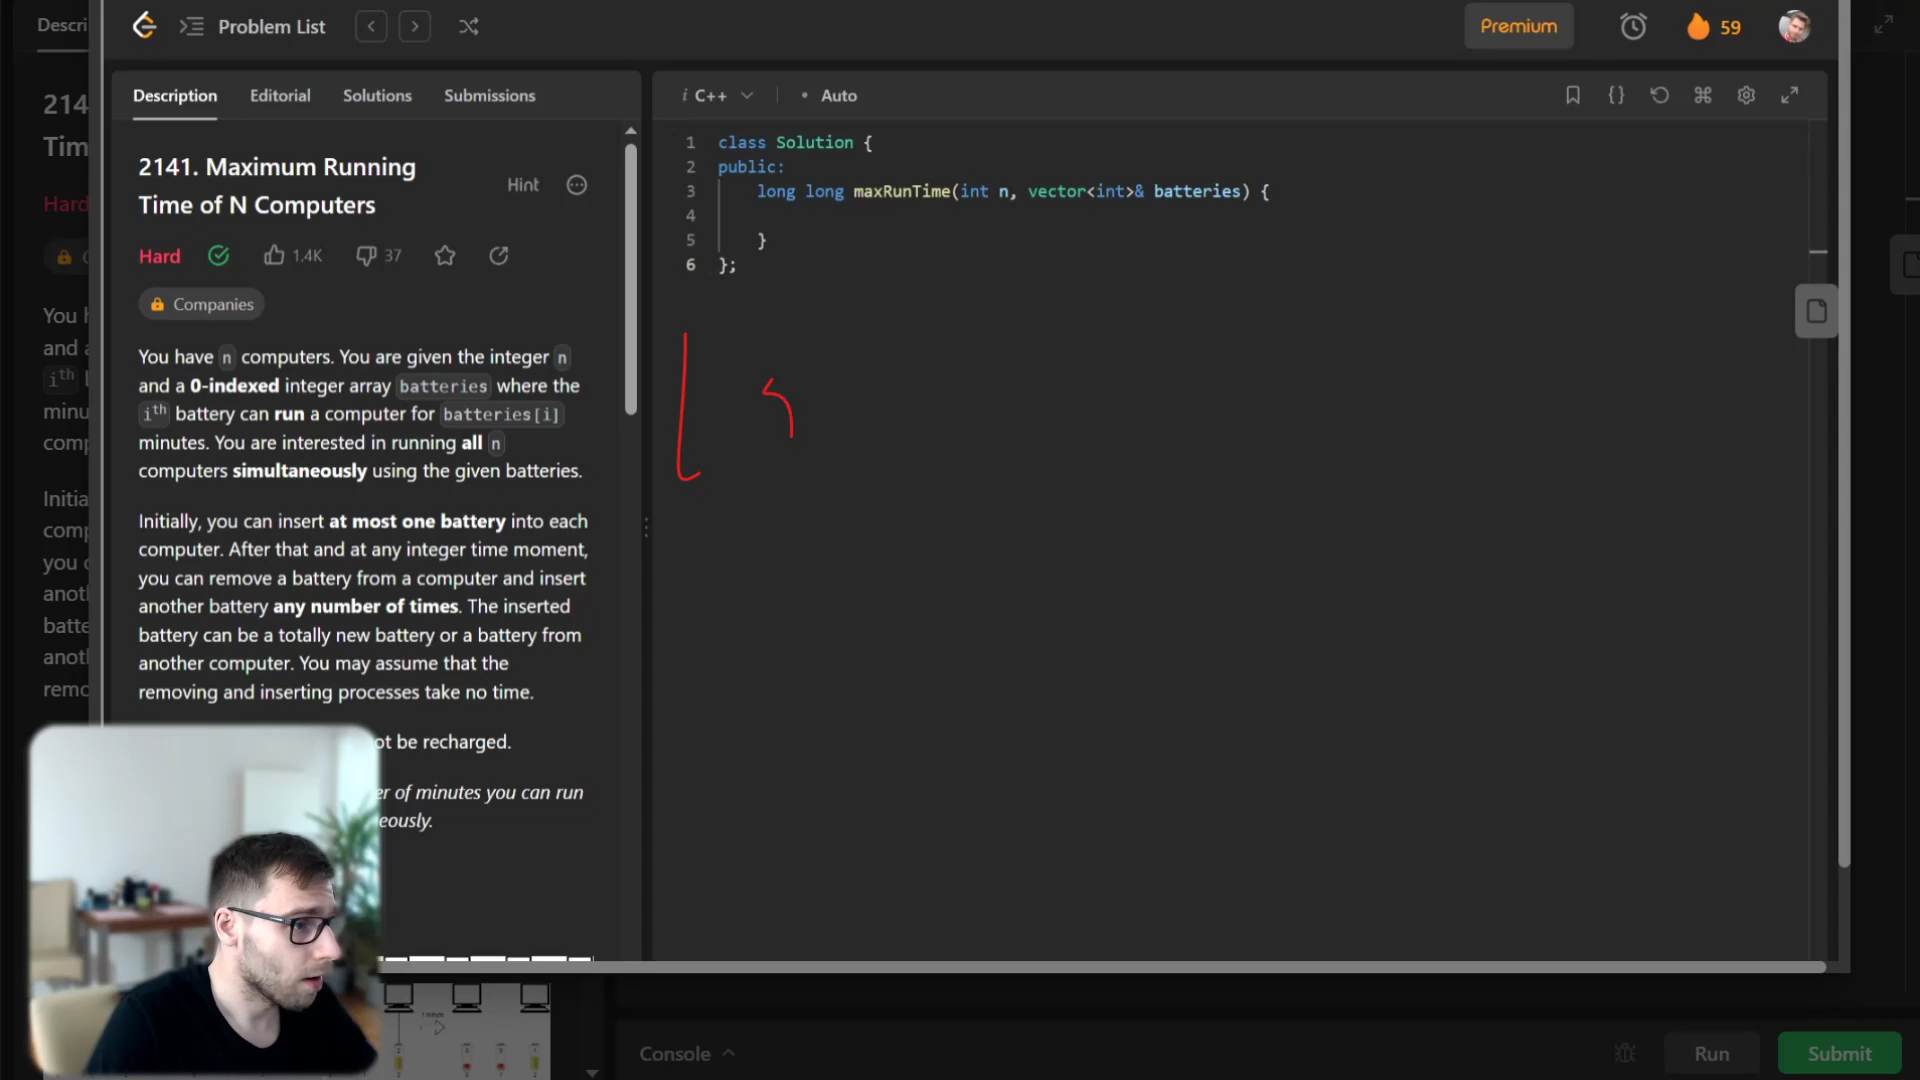 Descri
Problem List
Premium
59
Description
Editorial
Solutions
Submissions
C++
Auto
214
Tim
Hard
2141. Maximum Running
Time of N Computers
Hint
Hard
1.4K
37
Companies
You have n computers. You are given the integer n
and a 0-indexed integer array batteries where the
ith battery can run a computer for batteries[i]
minutes. You are interested in running all n
computers simultaneously using the given batteries.
Initially, you can insert at most one battery into each
computer. After that and at any integer time moment,
you can remove a battery from a computer and insert
another battery any number of times. The inserted
battery can be a totally new battery or a battery from
another computer. You may assume that the
removing and inserting processes take no time.
ot be recharged.
er of minutes you can run
eously.
You h
and a
ith
minu
comp
Initia
comp
you c
anoth
batte
anoth
remo
1 class Solution {
2 public:
3 long long maxRunTime(int n, vector<int>& batteries) {
4
5 }
6 };
1 minute
Console
Run
Submit